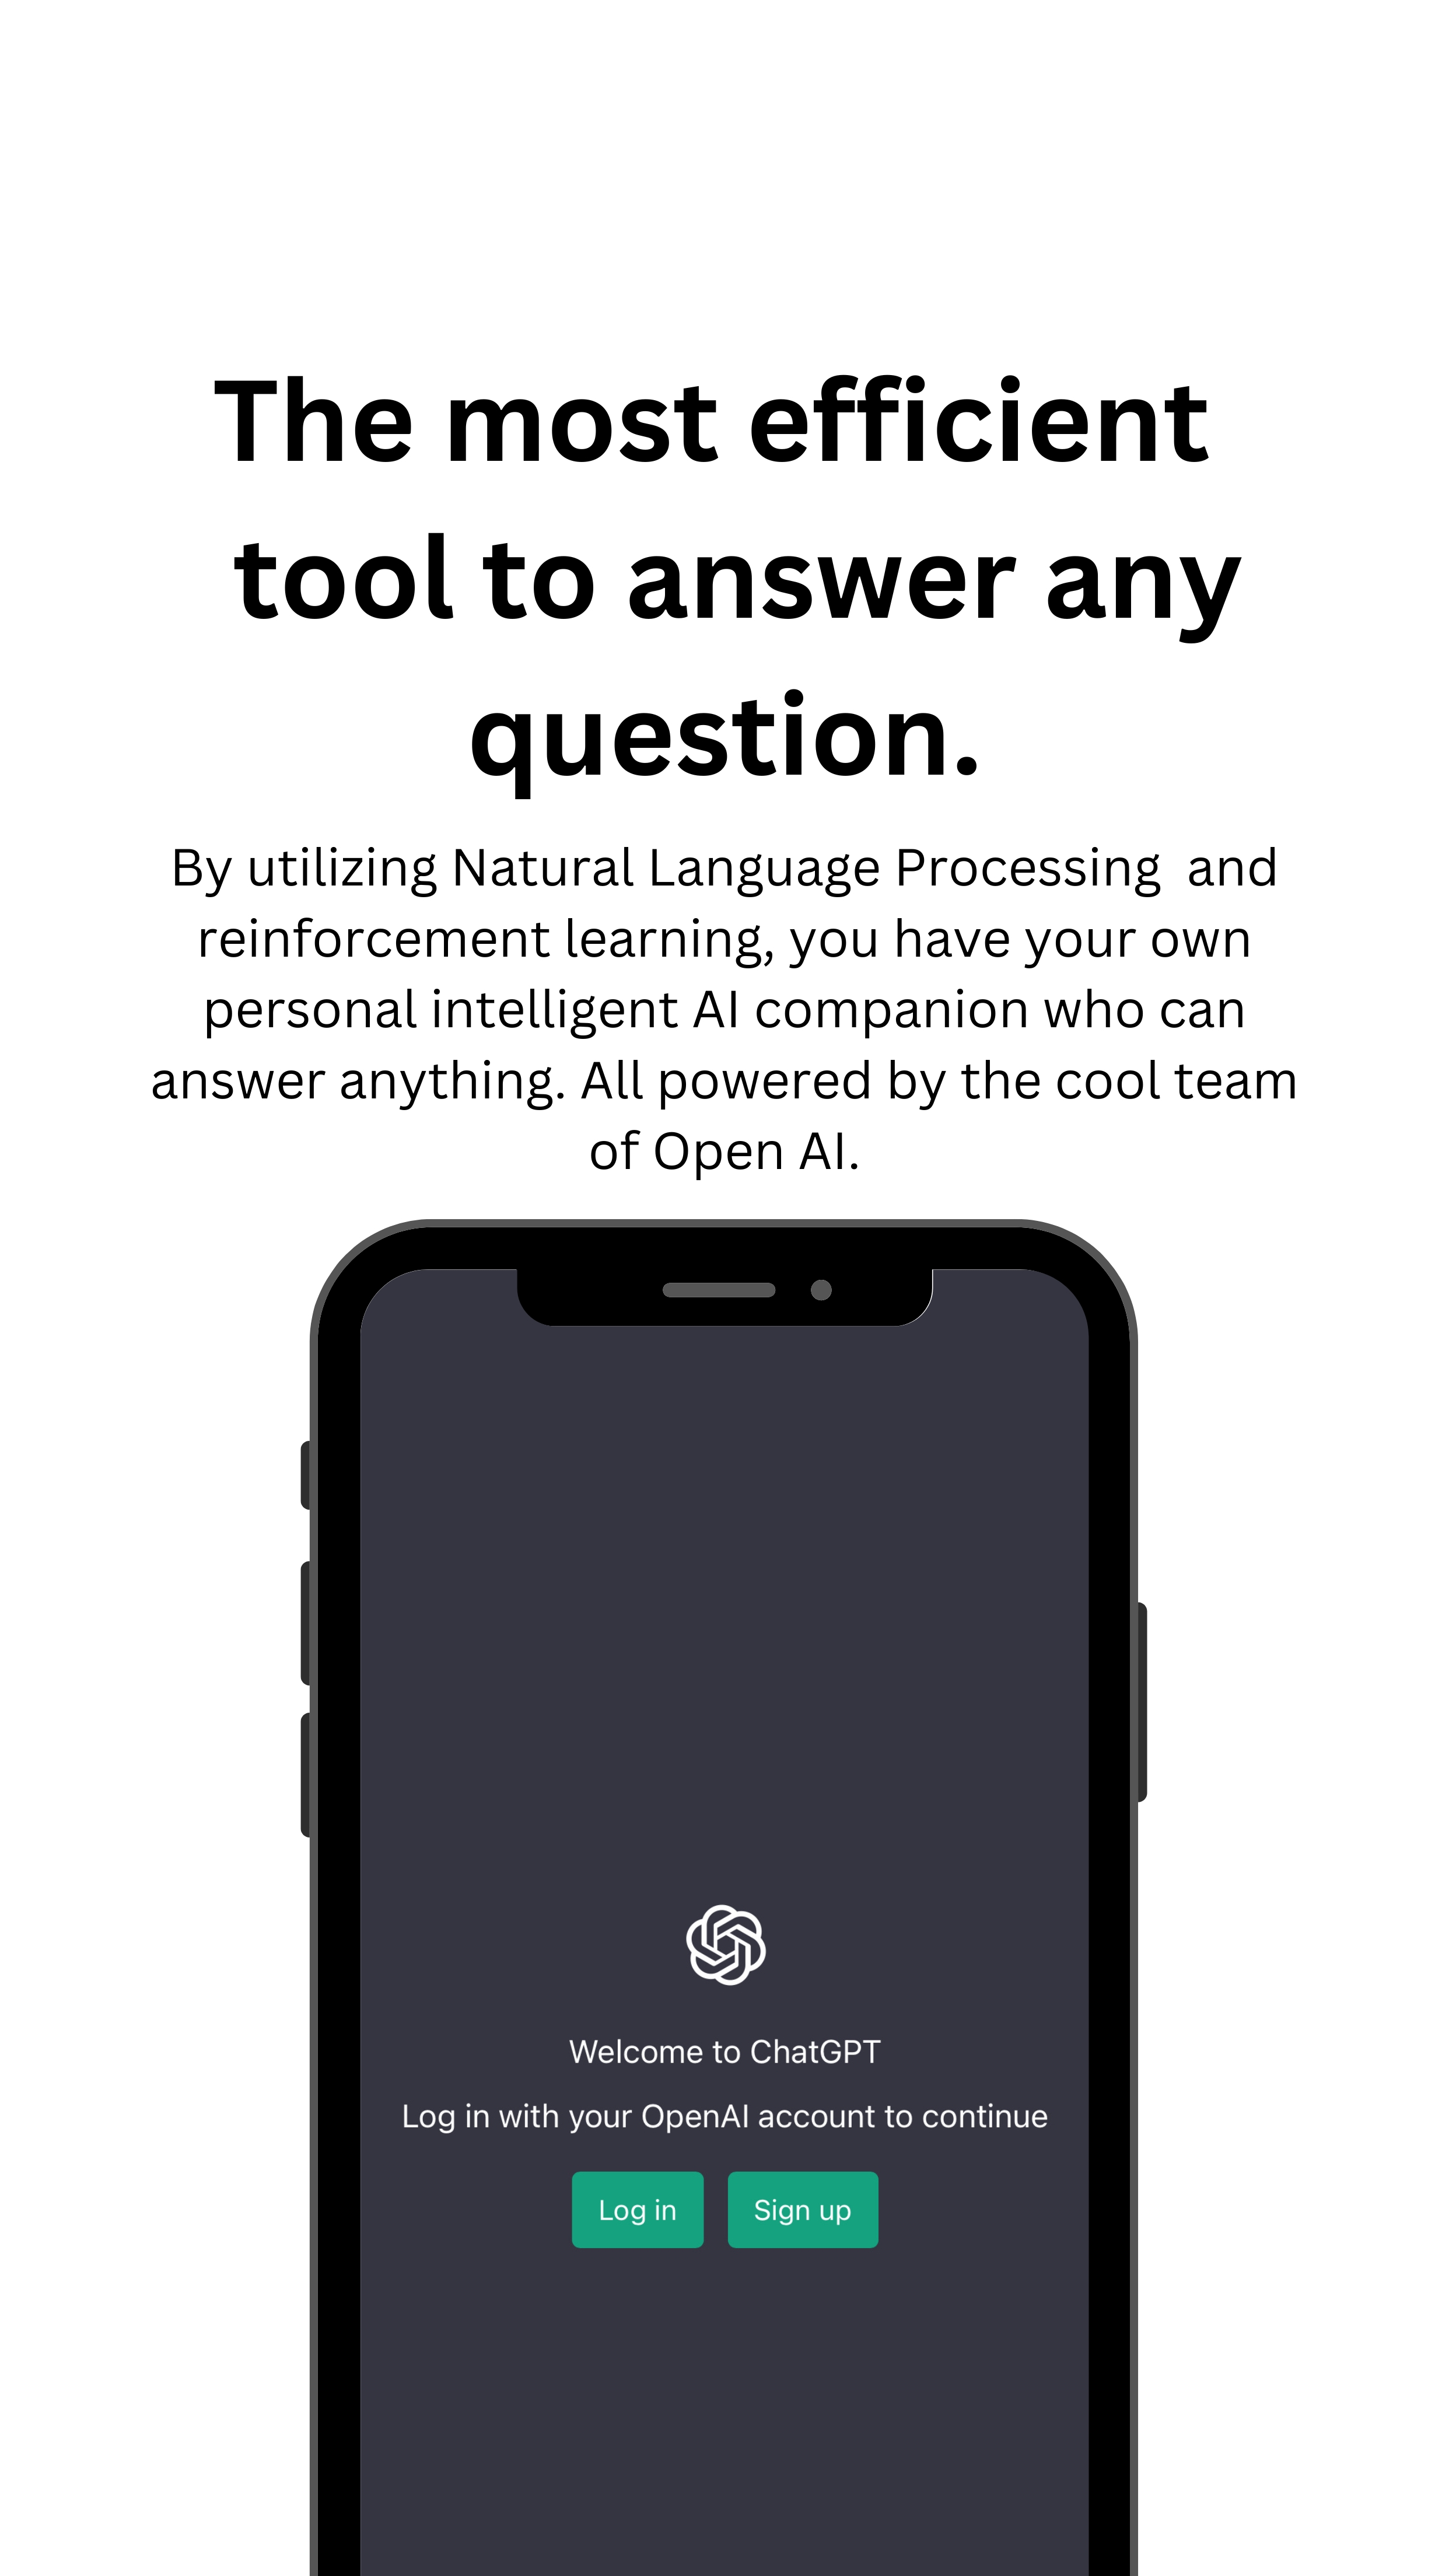 The most efficient
tool to answer any
question.
By utilizing Natural Language Processing  and
reinforcement learning, you have your own
personal intelligent AI companion who can
answer anything. All powered by the cool team
of Open AI.
Welcome to ChatGPT
Log in with your OpenAI account to continue
Log in Sign up